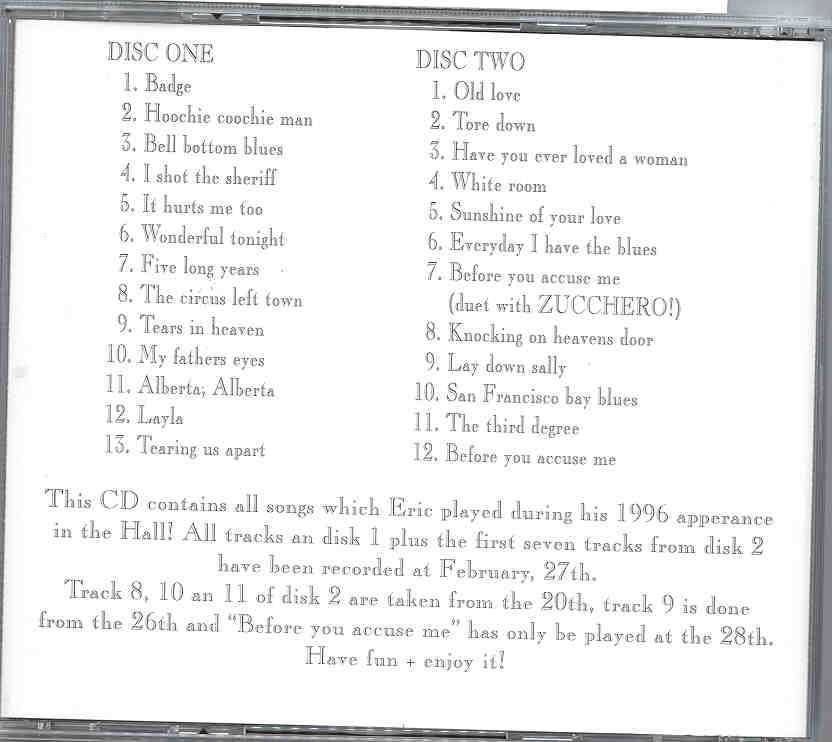 DISC ONE
1. Badge
2. Hoochie coochie man
3. Bell bottom blues
4. I shot the sheriff
5. It hurts me too
6. Wonderful tonight
7. Five long years
8. The circus left town
9. Tears in heaven
10. My fathers eyes
11. Alberta, Alberta
12. Layla
13. Tearing us apart
DISC TWO
1. Old love
2. Tore down
3. Have you ever loved a woman
4. White room
5. Sunshine of your love
6. Everyday I have the blues
7. Before you accuse me
(duet with ZUCCHERO!)
8. Knocking on heavens door
9. Lay down sally
10. San Francisco bay blues
11. The third degree
12. Before you accuse me
This CD contains all songs which Eric played during his 1996 apperance
in the Hall! All tracks an disk 1 plus the first seven tracks from disk 2
have been recorded at February, 27th.
Track 8, 10 an 11 of disk 2 are taken from the 20th, track 9 is done
from the 26th and “Before you accuse me” has only be played at the 28th.
Have fun + enjoy it!